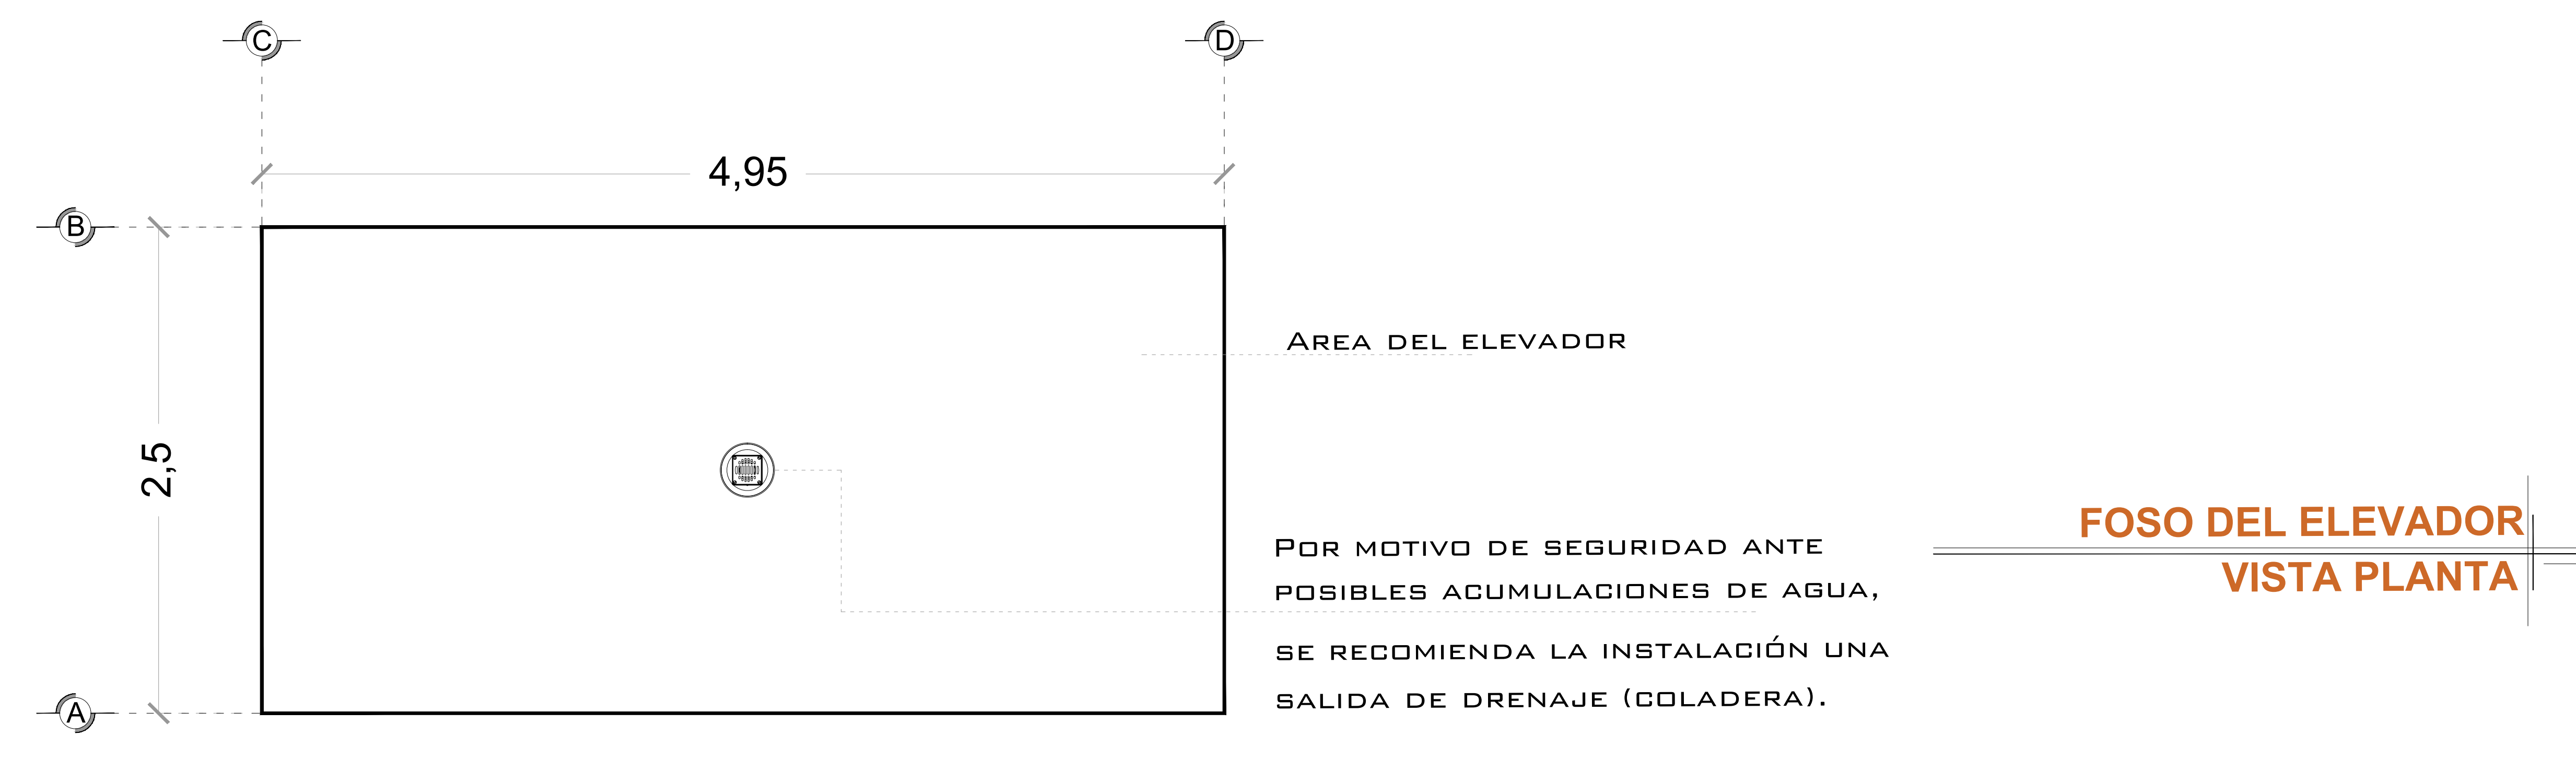 C
D
4,95
B
2,5
A
Area del elevador
Por motivo de seguridad ante
posibles acumulaciones de agua,
se recomienda la instalación una
salida de drenaje (coladera).
FOSO DEL ELEVADOR
VISTA PLANTA